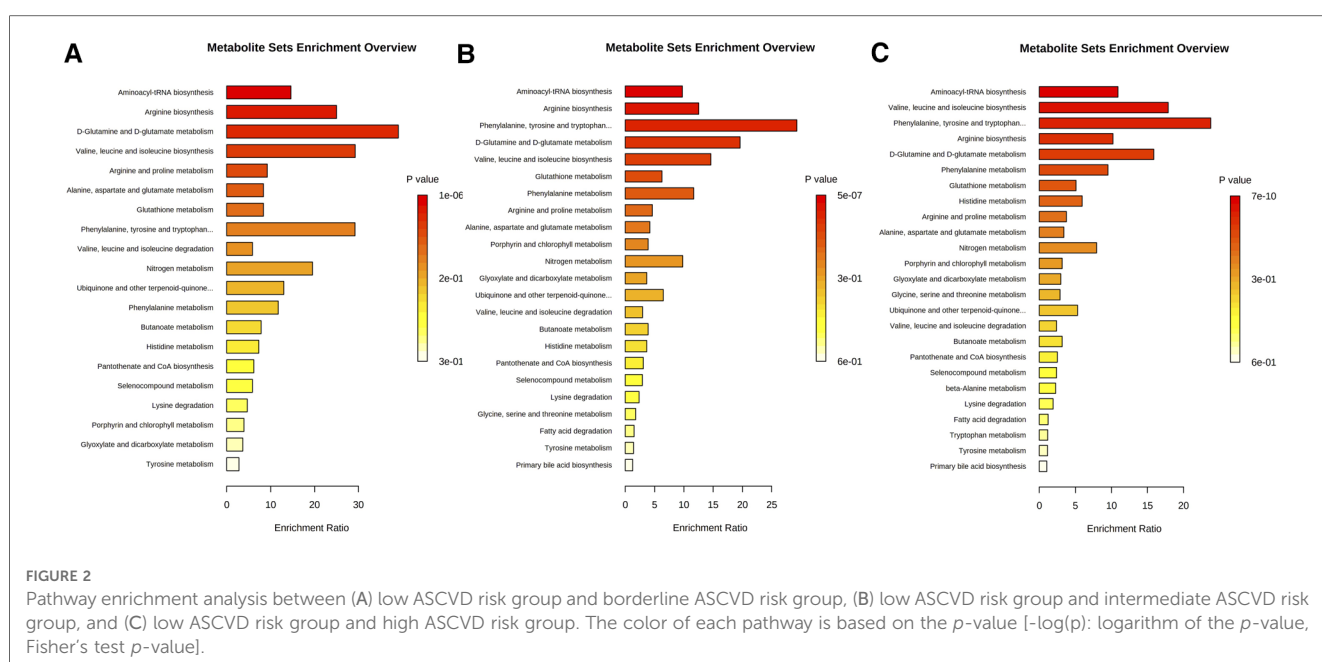 A
Metabolite Sets Enrichment Overview
Aminoacyl-tRNA biosynthesis
Arginine biosynthesis
D-Glutamine and D-glutamate metabolism
Valine, leucine and isoleucine biosynthesis
Arginine and proline metabolism
Alanine, aspartate and glutamate metabolism
Glutathione metabolism
Phenylalanine, tyrosine and tryptophan...
Valine, leucine and isoleucine degradation
Nitrogen metabolism
Ubiquinone and other terpenoid-quinone...
Phenylalanine metabolism
Butanoate metabolism
Histidine metabolism
Pantothenate and CoA biosynthesis
Selenocompound metabolism
Lysine degradation
Porphyrin and chlorophyll metabolism
Glyoxylate and dicarboxylate metabolism
Tyrosine metabolism
0 10 20 30
Enrichment Ratio
P value
1e-06
2e-01
3e-01
B
Metabolite Sets Enrichment Overview
Aminoacyl-tRNA biosynthesis
Arginine biosynthesis
Phenylalanine, tyrosine and tryptophan...
D-Glutamine and D-glutamate metabolism
Valine, leucine and isoleucine biosynthesis
Glutathione metabolism
Phenylalanine metabolism
Arginine and proline metabolism
Alanine, aspartate and glutamate metabolism
Porphyrin and chlorophyll metabolism
Nitrogen metabolism
Glyoxylate and dicarboxylate metabolism
Ubiquinone and other terpenoid-quinone...
Valine, leucine and isoleucine degradation
Butanoate metabolism
Histidine metabolism
Pantothenate and CoA biosynthesis
Selenocompound metabolism
Lysine degradation
Glycine, serine and threonine metabolism
Fatty acid degradation
Tyrosine metabolism
Primary bile acid biosynthesis
0 5 10 15 20 25
Enrichment Ratio
P value
5e-07
3e-01
6e-01
C
Metabolite Sets Enrichment Overview
Aminoacyl-tRNA biosynthesis
Valine, leucine and isoleucine biosynthesis
Phenylalanine, tyrosine and tryptophan...
Arginine biosynthesis
D-Glutamine and D-glutamate metabolism
Phenylalanine metabolism
Glutathione metabolism
Histidine metabolism
Arginine and proline metabolism
Alanine, aspartate and glutamate metabolism
Nitrogen metabolism
Porphyrin and chlorophyll metabolism
Glyoxylate and dicarboxylate metabolism
Glycine, serine and threonine metabolism
Ubiquinone and other terpenoid-quinone...
Valine, leucine and isoleucine degradation
Butanoate metabolism
Pantothenate and CoA biosynthesis
Selenocompound metabolism
beta-Alanine metabolism
Lysine degradation
Fatty acid degradation
Tryptophan metabolism
Tyrosine metabolism
Primary bile acid biosynthesis
0 5 10 15 20
Enrichment Ratio
P value
7e-10
3e-01
6e-01
FIGURE 2
Pathway enrichment analysis between (A) low ASCVD risk group and borderline ASCVD risk group, (B) low ASCVD risk group and intermediate ASCVD risk
group, and (C) low ASCVD risk group and high ASCVD risk group. The color of each pathway is based on the p-value [-log(p): logarithm of the p-value,
Fisher's test p-value].